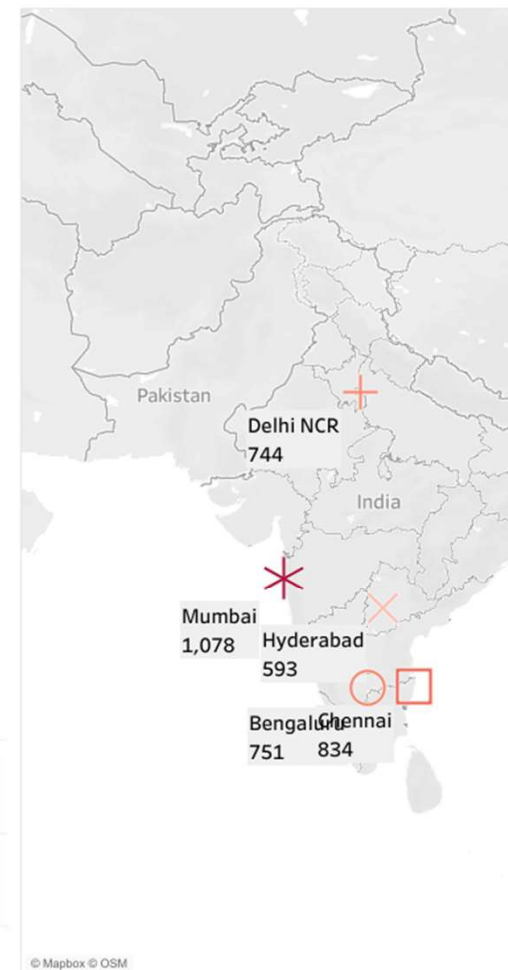 Pakistan
Delhi NCR
744
India
Mumbai
1,078
Hyderabad
593
Bengaluru
751
Chennai
834
© Mapbox © OSM